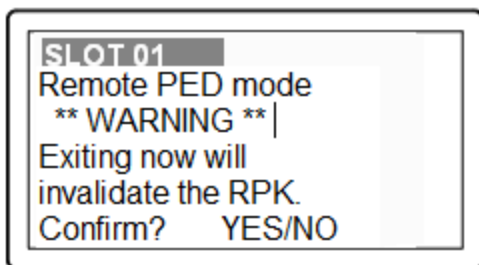 SLOT 01
Remote PED mode
** WARNING **
Exiting now will
invalidate the RPK.
Confirm? YES/NO